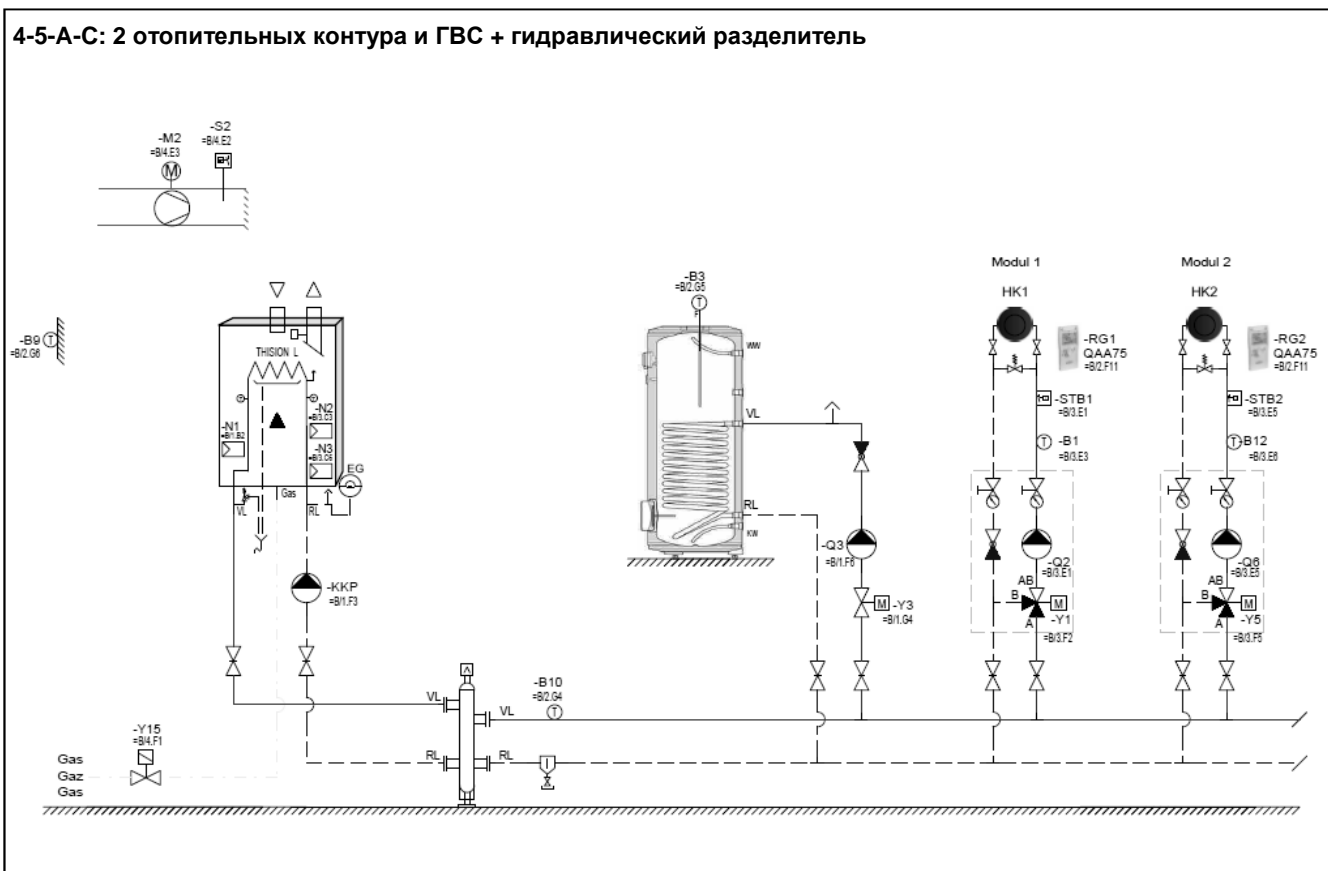 4-5-A-C: 2 отопительных контура и ГВС + гидравлический разделитель
-M2
=B/4.E3
M
-S2
=B/4.E2
-B9
T
=B/2.G6
THISION L
-N1
=B/1.B2
-N2
=B/3.C3
-N3
=B/3.C6
EG
Gas
VL
RL
-KKP
=B/1.F3
-B3
=B/2.G5
T
F
WW
VL
RL
KW
-Q3
=B/1.F6
M
-Y3
=B/1.G4
Modul 1
HK1
-RG1
QAA75
=B/2.F11
-STB1
=B/3.E1
T
-B1
=B/3.E3
-Q2
=B/3.E1
AB
B
M
A
-Y1
=B/3.F2
Modul 2
HK2
-RG2
QAA75
=B/2.F11
-STB2
=B/3.E5
T
-B12
=B/3.E6
-Q6
=B/3.E5
AB
B
M
A
-Y5
=B/3.F5
VL
VL
-B10
=B/2.G4
T
RL
RL
-Y15
=B/4.F1
Gas
Gaz
Gas